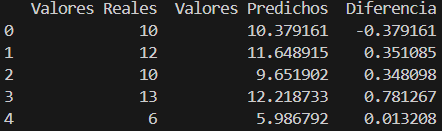 Valores Reales Valores Predichos Diferencia
0 10 10.379161 -0.379161
1 12 11.648915 0.351085
2 10 9.651902 0.348098
3 13 12.218733 0.781267
4 6 5.986792 0.013208